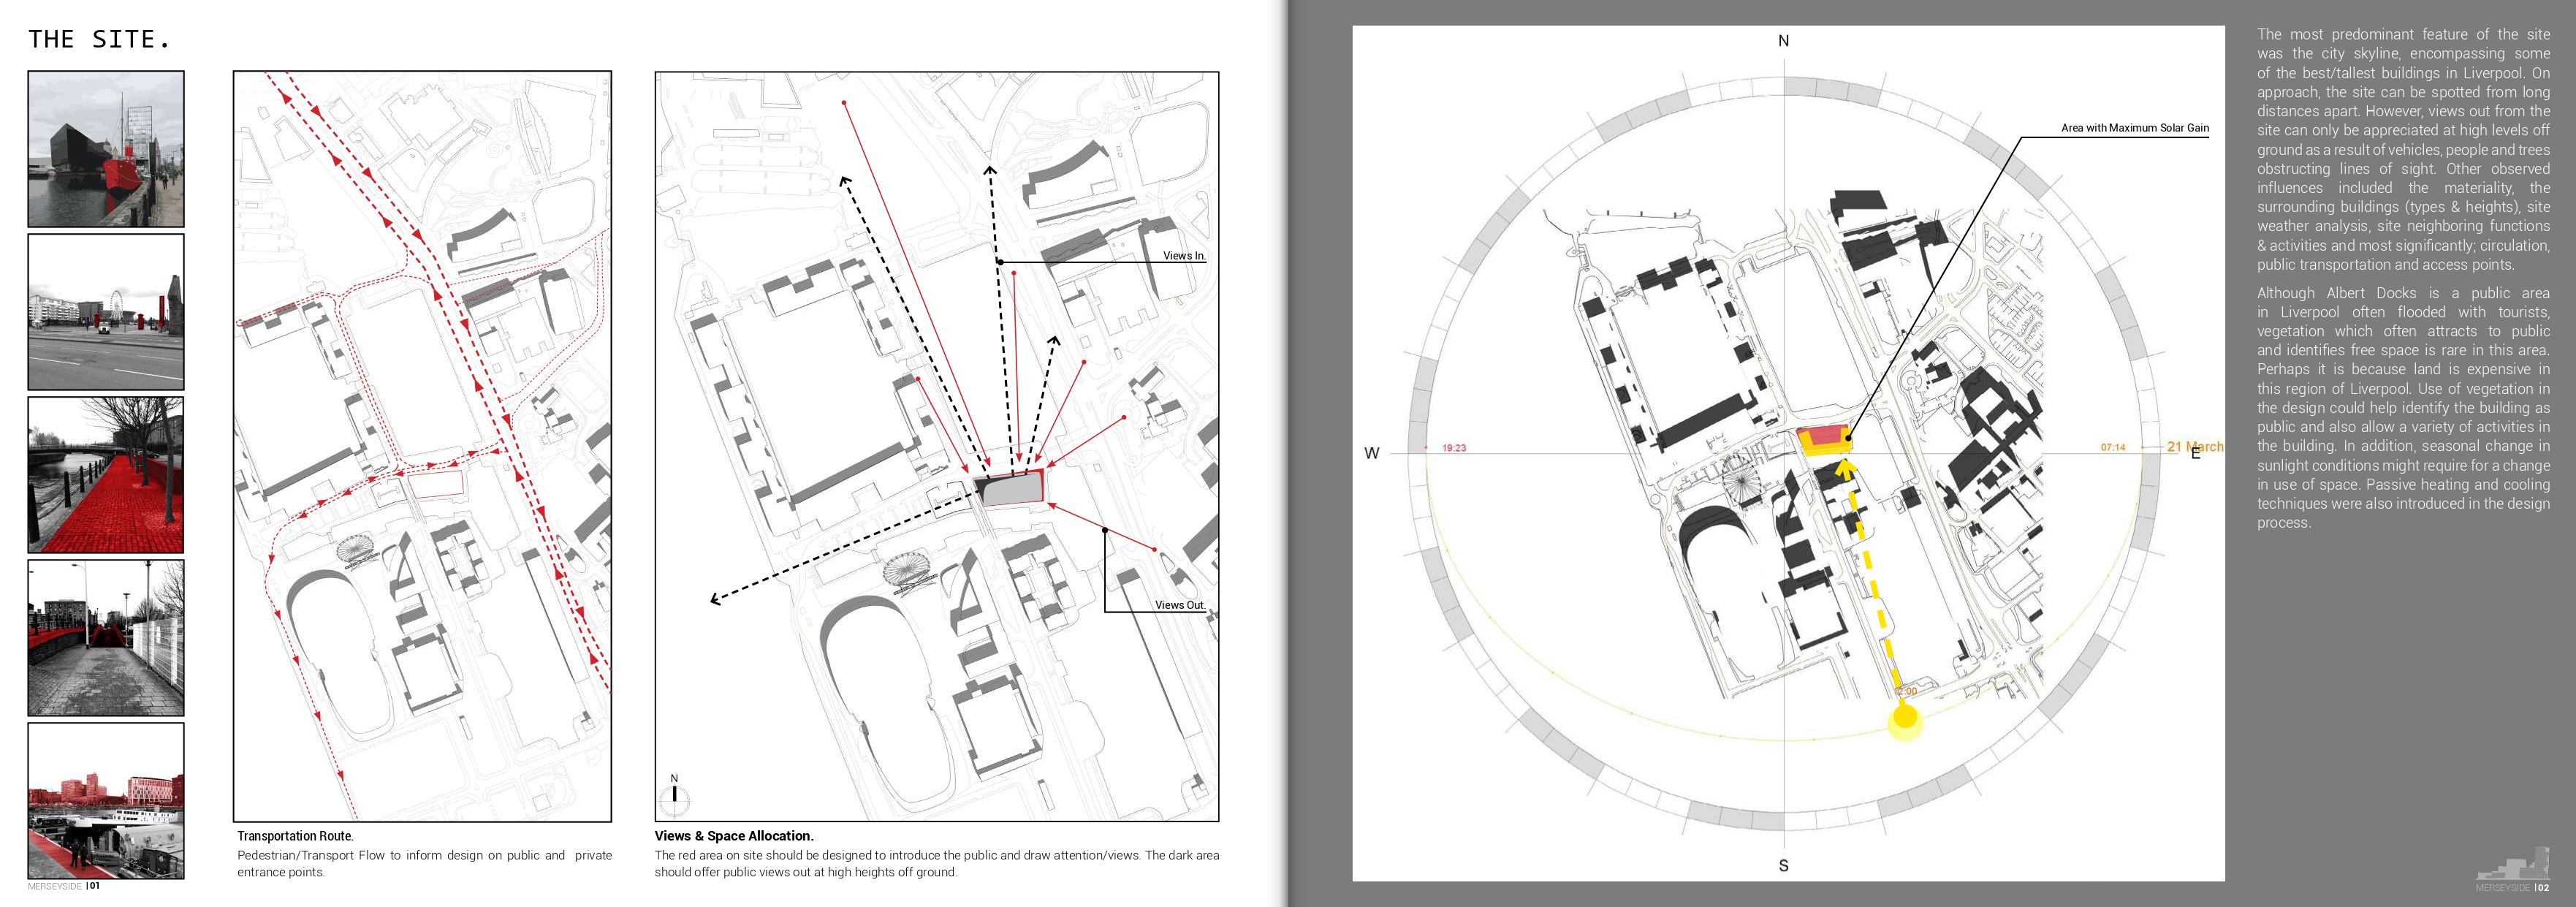 THE SITE.
Views In.
Views Out.
N
Transportation Route.
Pedestrian/Transport Flow to inform design on public and private
entrance points.
Views & Space Allocation.
The red area on site should be designed to introduce the public and draw attention/views. The dark area
should offer public views out at high heights off ground.
MERSEYSIDE |01
N
Area with Maximum Solar Gain
W
19:23
07:14
21 March
E
12:00
S
The most predominant feature of the site
was the city skyline, encompassing some
of the best/tallest buildings in Liverpool. On
approach, the site can be spotted from long
distances apart. However, views out from the
site can only be appreciated at high levels off
ground as a result of vehicles, people and trees
obstructing lines of sight. Other observed
influences included the materiality, the
surrounding buildings (types & heights), site
weather analysis, site neighboring functions
& activities and most significantly; circulation,
public transportation and access points.
Although Albert Docks is a public area
in Liverpool often flooded with tourists,
vegetation which often attracts to public
and identifies free space is rare in this area.
Perhaps it is because land is expensive in
this region of Liverpool. Use of vegetation in
the design could help identify the building as
public and also allow a variety of activities in
the building. In addition, seasonal change in
sunlight conditions might require for a change
in use of space. Passive heating and cooling
techniques were also introduced in the design
process.
MERSEYSIDE |02